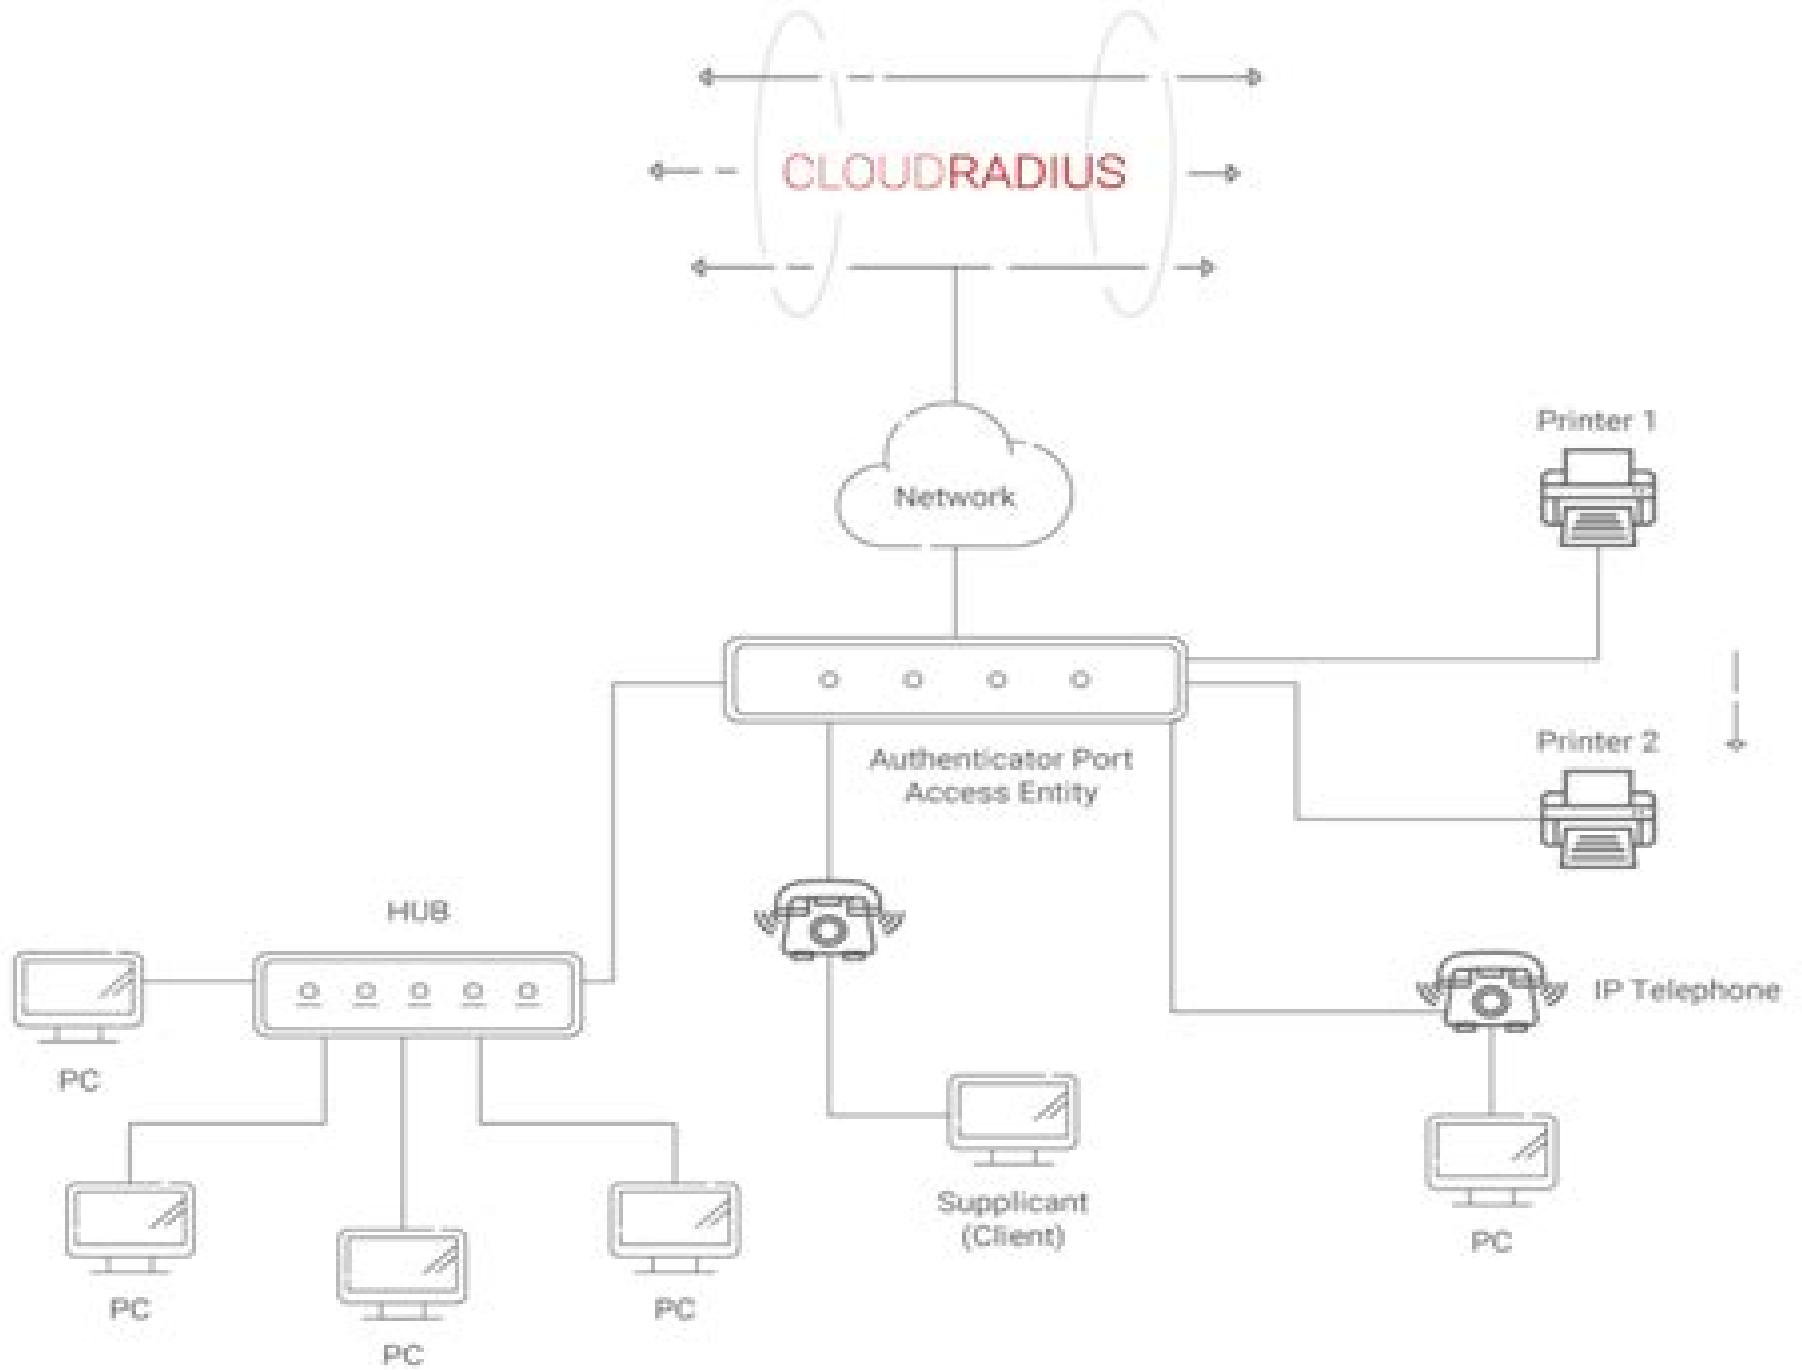 CLOUDRADIUS
Network
Printer 1
Authenticator Port
Access Entity
Printer 2
HUB
IP Telephone
PC
Supplicant
(Client)
PC
PC
PC
PC